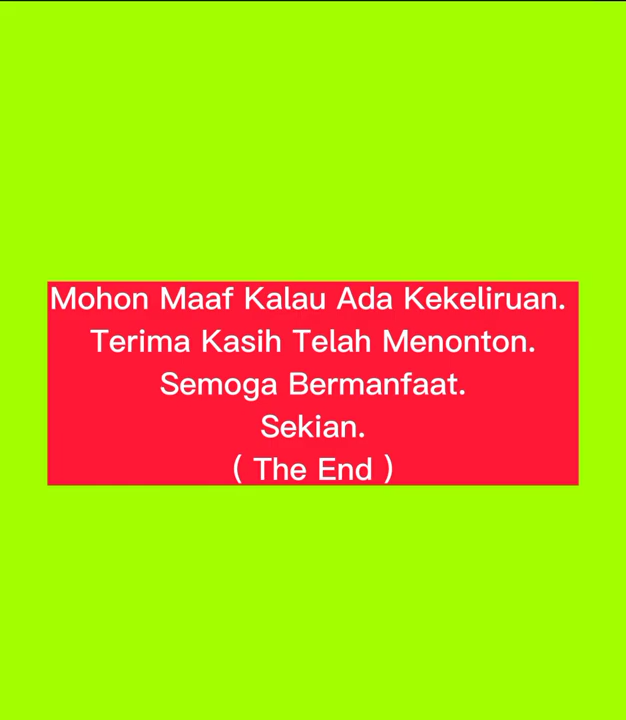 Mohon Maaf Kalau Ada Kekeliruan.
Terima Kasih Telah Menonton.
Semoga Bermanfaat.
Sekian.
( The End )